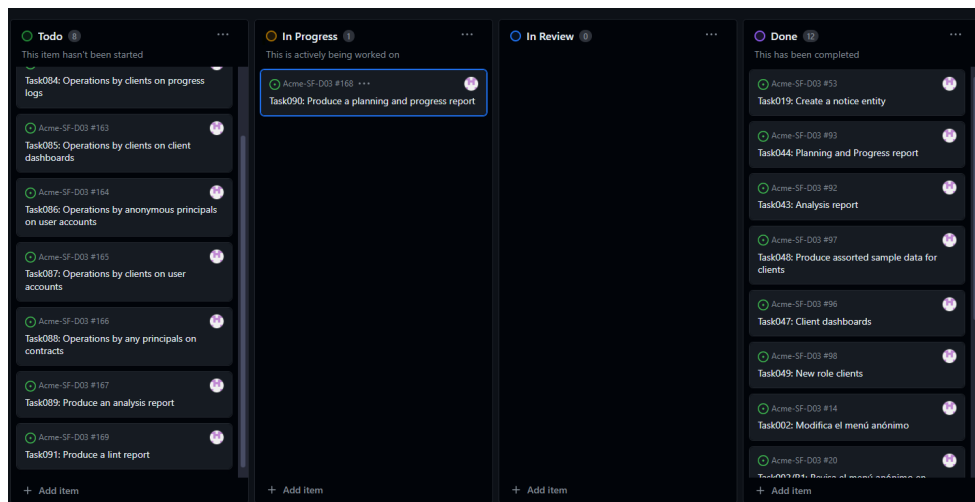 Todo 8
This item hasn't been started
Task084: Operations by clients on progress
logs
Acme-SF-D03 #163
Task085: Operations by clients on client
dashboards
Acme-SF-D03 #164
Task086: Operations by anonymous principals
on user accounts
Acme-SF-D03 #165
Task087: Operations by clients on user
accounts
Acme-SF-D03 #166
Task088: Operations by any principals on
contracts
Acme-SF-D03 #167
Task089: Produce an analysis report
Acme-SF-D03 #169
Task091: Produce a lint report
+ Add item
In Progress 1
This is actively being worked on
Acme-SF-D03 #168
Task090: Produce a planning and progress report
+ Add item
In Review 0
+ Add item
Done 12
This has been completed
Acme-SF-D03 #53
Task019: Create a notice entity
Acme-SF-D03 #93
Task044: Planning and Progress report
Acme-SF-D03 #92
Task043: Analysis report
Acme-SF-D03 #97
Task048: Produce assorted sample data for
clients
Acme-SF-D03 #96
Task047: Client dashboards
Acme-SF-D03 #98
Task049: New role clients
Acme-SF-D03 #14
Task002: Modifica el menú anónimo
Acme-SF-D03 #20
Task002/R1: Revisa el menú anónimo en
+ Add item